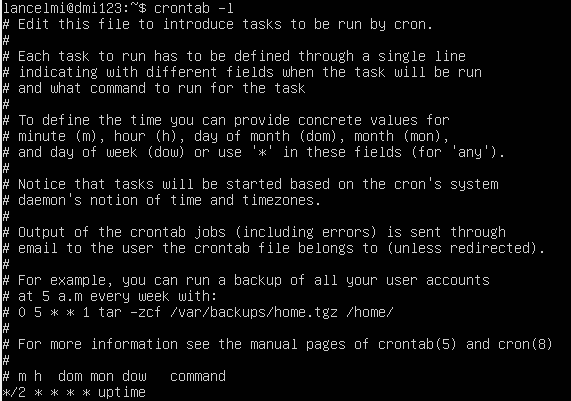 lancelmi@dmi123:~$ crontab -l
# Edit this file to introduce tasks to be run by cron.
#
# Each task to run has to be defined through a single line
# indicating with different fields when the task will be run
# and what command to run for the task
#
# To define the time you can provide concrete values for
# minute (m), hour (h), day of month (dom), month (mon),
# and day of week (dow) or use '*' in these fields (for 'any').
#
# Notice that tasks will be started based on the cron's system
# daemon's notion of time and timezones.
#
# Output of the crontab jobs (including errors) is sent through
# email to the user the crontab file belongs to (unless redirected).
#
# For example, you can run a backup of all your user accounts
# at 5 a.m every week with:
# 0 5 * * 1 tar -zcf /var/backups/home.tgz /home/
#
# For more information see the manual pages of crontab(5) and cron(8)
#
# m h  dom mon dow   command
*/2 * * * * uptime